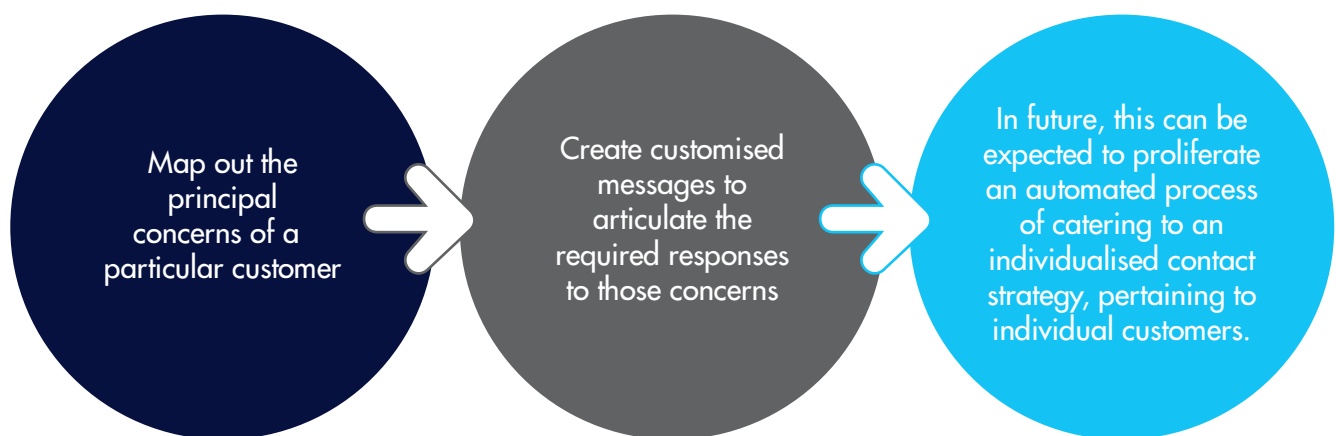 Map out the
principal
concerns of a
particular customer
Create customised
messages to
articulate the
required responses
to those concerns
In future, this can be
expected to proliferate
an automated process
of catering to an
individualised contact
strategy, pertaining to
individual customers.